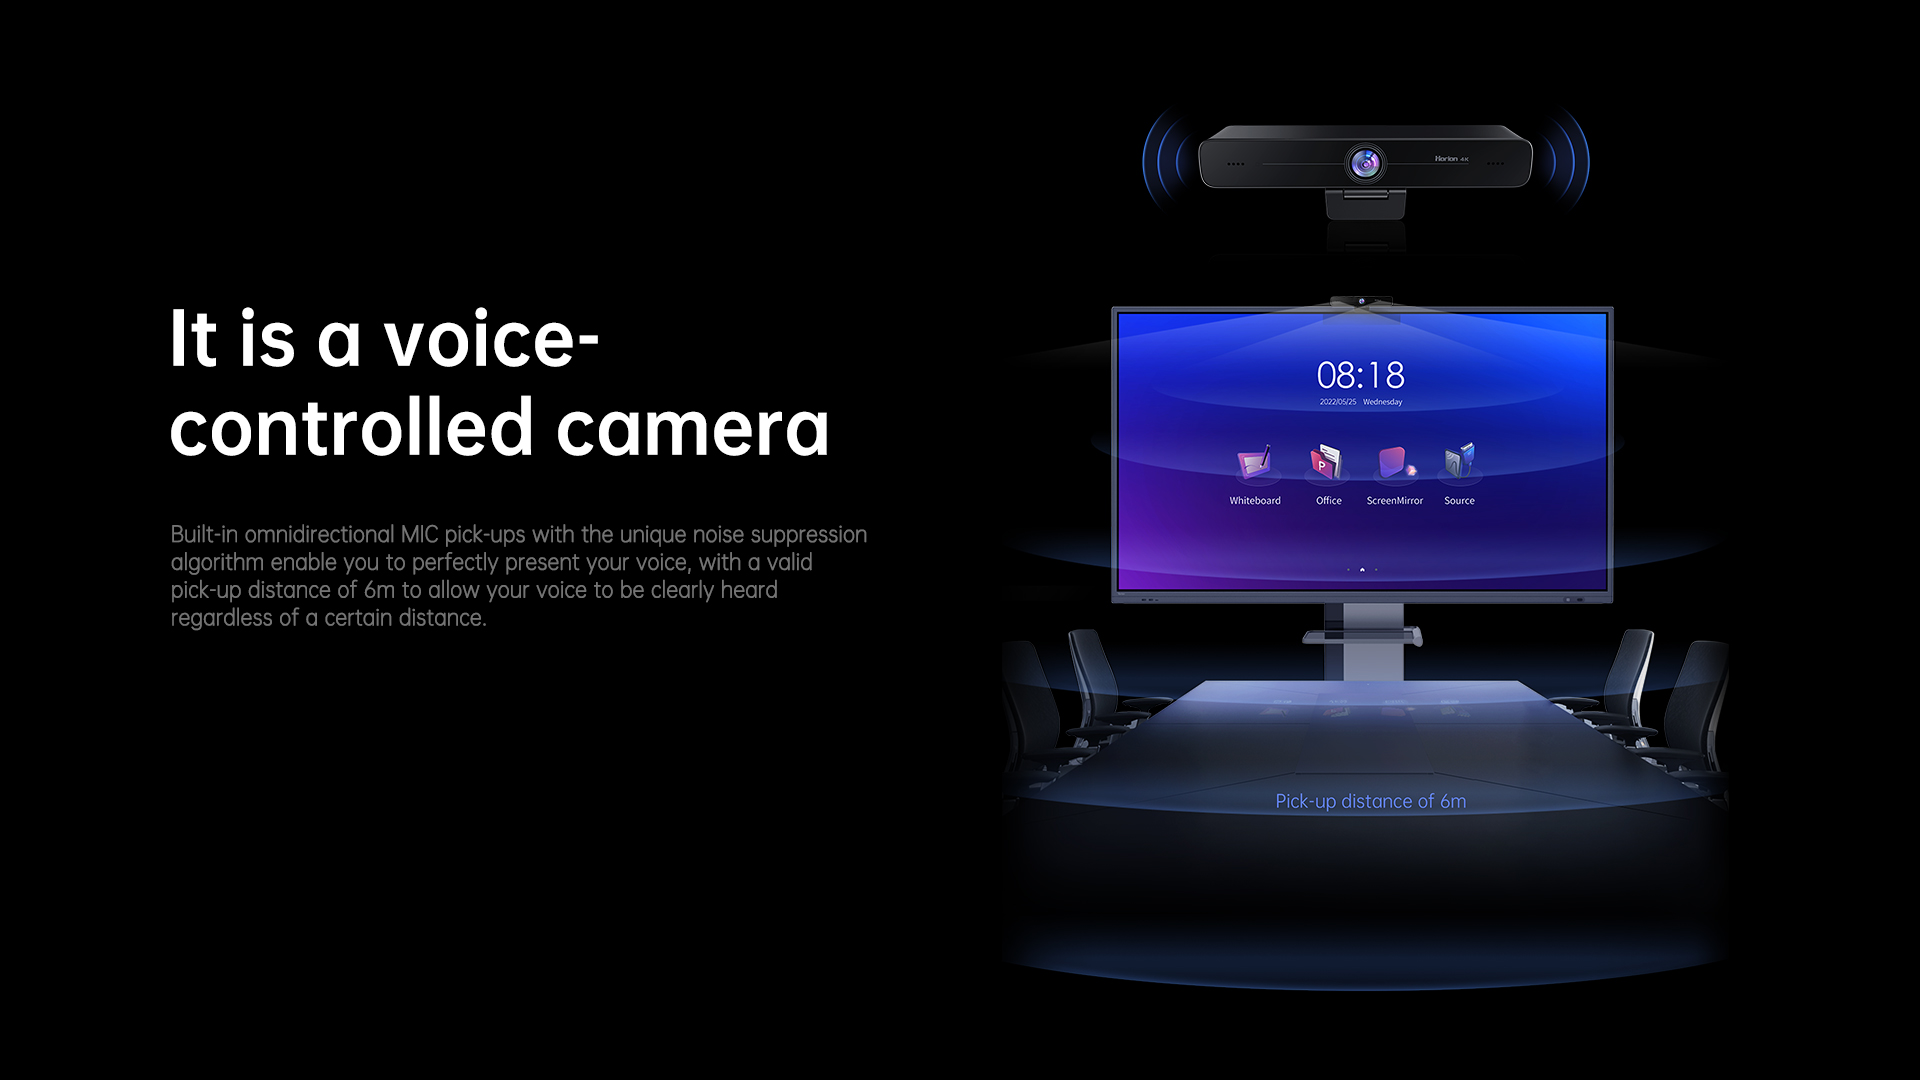 It is a voice-
controlled camera
Built-in omnidirectional MIC pick-ups with the unique noise suppression
algorithm enable you to perfectly present your voice, with a valid
pick-up distance of 6m to allow your voice to be clearly heard
regardless of a certain distance.
Horion 4K
08:18
2022/05/25 Wednesday
P
Whiteboard Office ScreenMirror Source
Pick-up distance of 6m